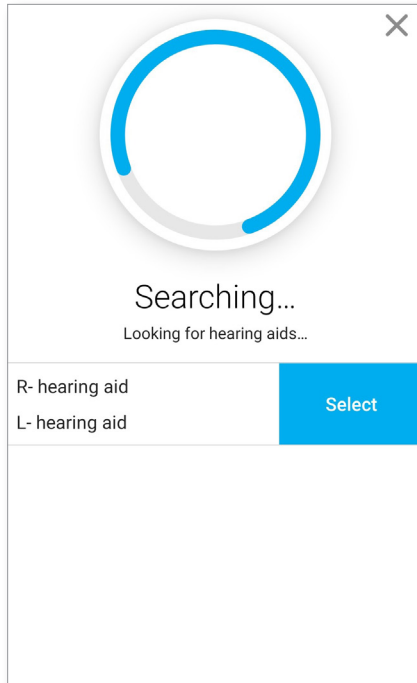 Searching...
Looking for hearing aids...
R- hearing aid
L- hearing aid
Select